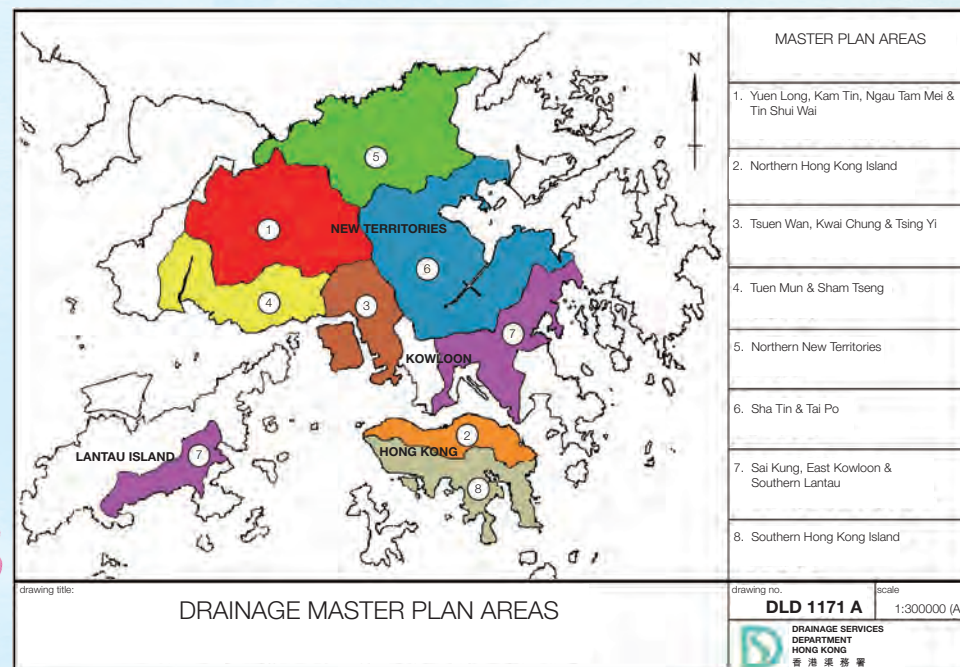 MASTER PLAN AREAS
1. Yuen Long, Kam Tin, Ngau Tam Mei &
Tin Shui Wai
2. Northern Hong Kong Island
3. Tsuen Wan, Kwai Chung & Tsing Yi
4. Tuen Mun & Sham Tseng
5. Northern New Territories
6. Sha Tin & Tai Po
7. Sai Kung, East Kowloon &
Southern Lantau
8. Southern Hong Kong Island
N
5
1
NEW TERRITORIES
6
4
3
7
KOWLOON
2
HONG KONG
LANTAU ISLAND
7
8
drawing title:
DRAINAGE MASTER PLAN AREAS
drawing no.
DLD 1171 A
scale
1:300000 (A
DRAINAGE SERVICES
DEPARTMENT
HONG KONG
香港渠務署